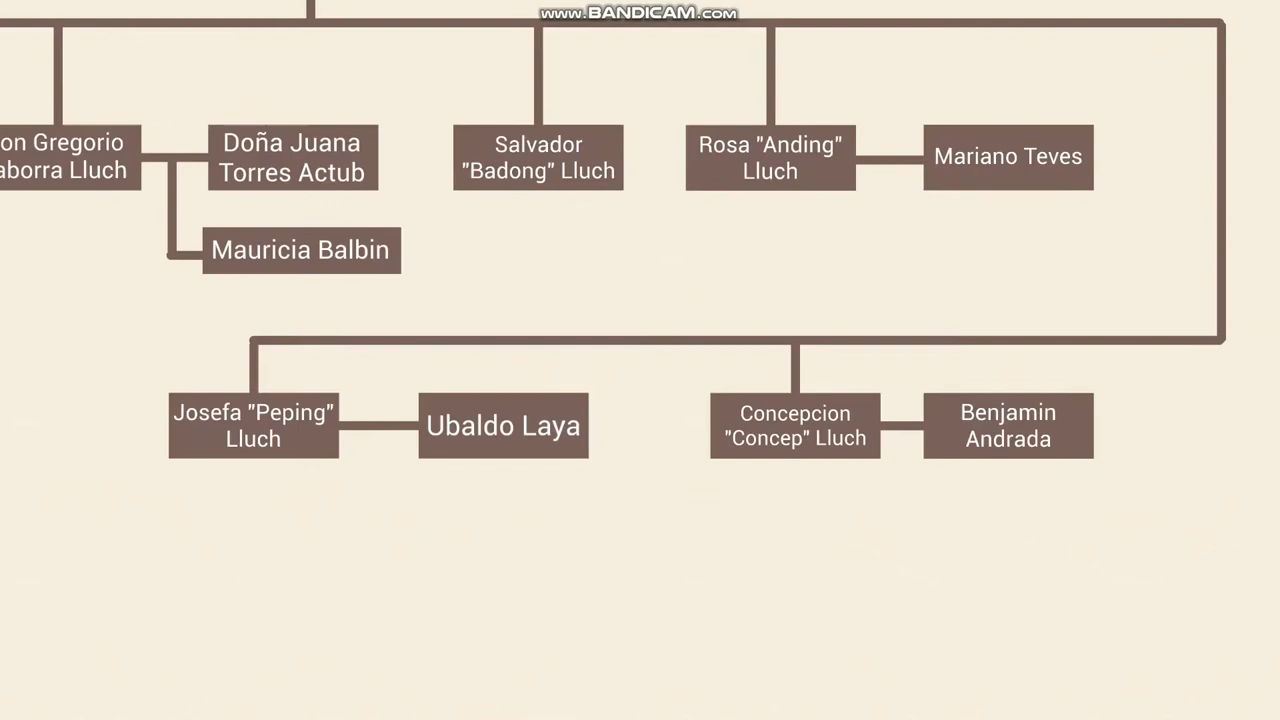 www.BANDICAM.com
on Gregorio
aborra Lluch
Doña Juana
Torres Actub
Salvador
"Badong" Lluch
Rosa "Anding"
Lluch
Mariano Teves
Mauricia Balbin
Josefa "Peping"
Lluch
Ubaldo Laya
Concepcion
"Concep" Lluch
Benjamin
Andrada